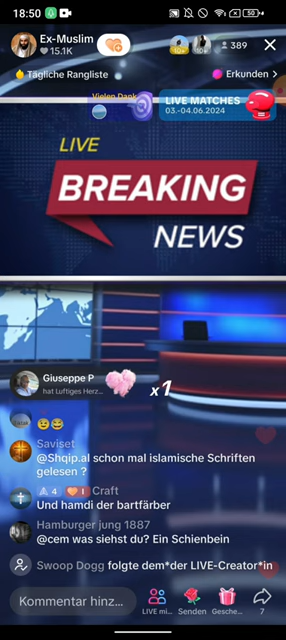 18:50
50
Ex-Muslim
15.1K
389
Tägliche Rangliste
Erkunden >
Vielen Dank
LIVE MATCHES
03.-04.06.2024
LIVE
BREAKING
NEWS
Giuseppe P
hat Luftiges Herz...
x1
Saviset
@Shqip.al schon mal islamische Schriften
gelesen ?
4 1 Craft
Und hamdi der bartfärber
Hamburger jung 1887
@cem was siehst du? Ein Schienbein
Swoop Dogg folgte dem*der LIVE-Creator*in
Kommentar hinz...
LIVE mi... Senden Gesche... 7